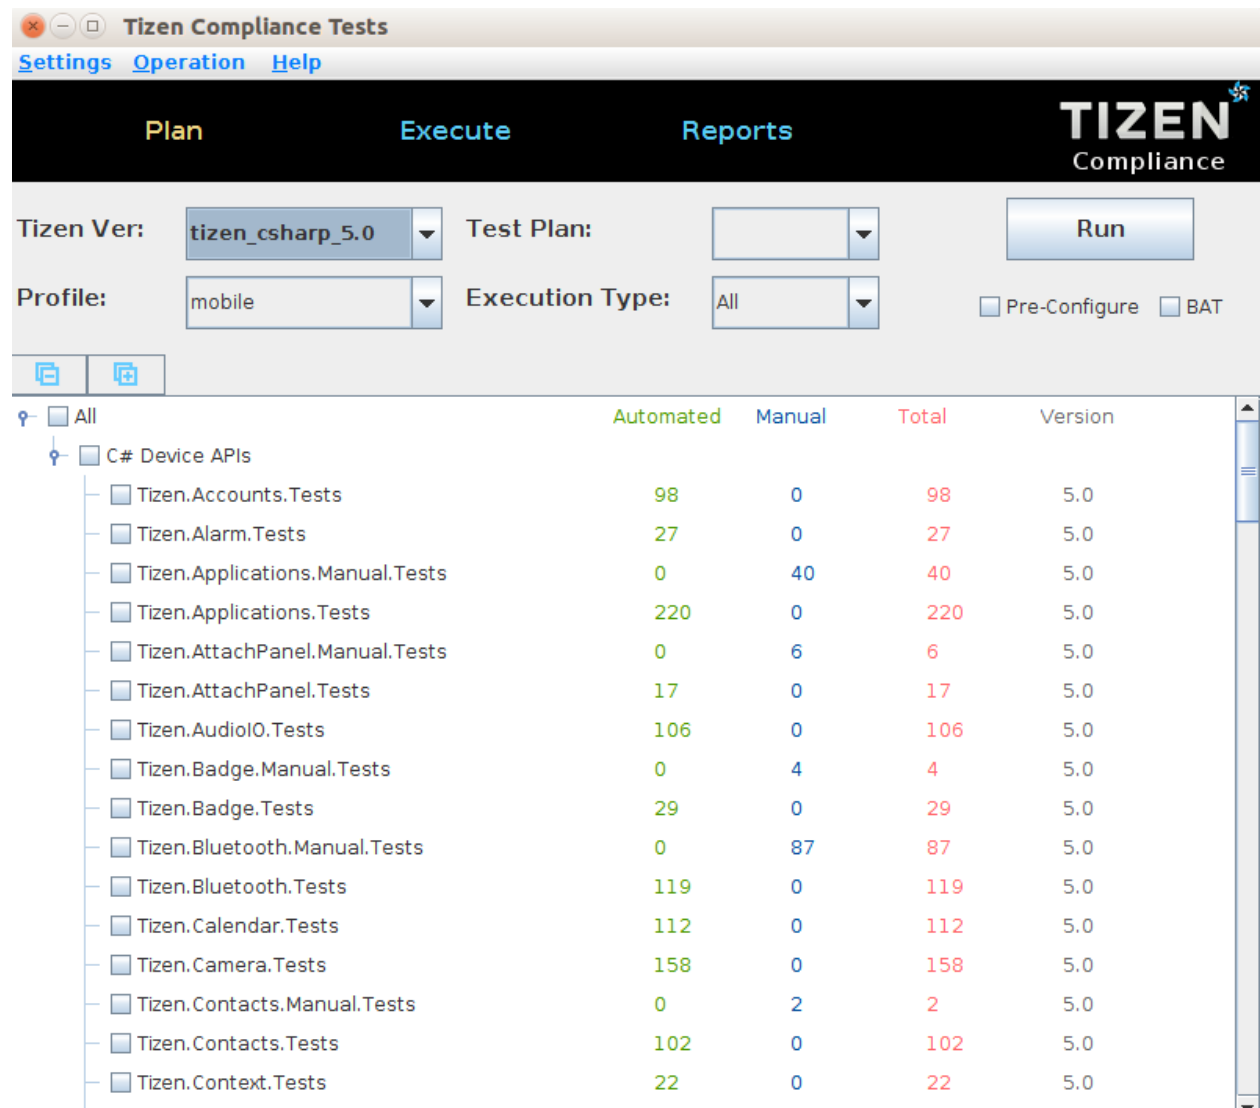 Tizen Compliance Tests
Settings Operation Help
Plan Execute Reports TIZEN
Compliance
Tizen Ver: tizen_csharp_5.0 Test Plan: Run
Profile: mobile Execution Type: All Pre-Configure BAT
All Automated Manual Total Version
C# Device APIs
Tizen.Accounts.Tests 98 0 98 5.0
Tizen.Alarm.Tests 27 0 27 5.0
Tizen.Applications.Manual.Tests 0 40 40 5.0
Tizen.Applications.Tests 220 0 220 5.0
Tizen.AttachPanel.Manual.Tests 0 6 6 5.0
Tizen.AttachPanel.Tests 17 0 17 5.0
Tizen.AudioIO.Tests 106 0 106 5.0
Tizen.Badge.Manual.Tests 0 4 4 5.0
Tizen.Badge.Tests 29 0 29 5.0
Tizen.Bluetooth.Manual.Tests 0 87 87 5.0
Tizen.Bluetooth.Tests 119 0 119 5.0
Tizen.Calendar.Tests 112 0 112 5.0
Tizen.Camera.Tests 158 0 158 5.0
Tizen.Contacts.Manual.Tests 0 2 2 5.0
Tizen.Contacts.Tests 102 0 102 5.0
Tizen.Context.Tests 22 0 22 5.0